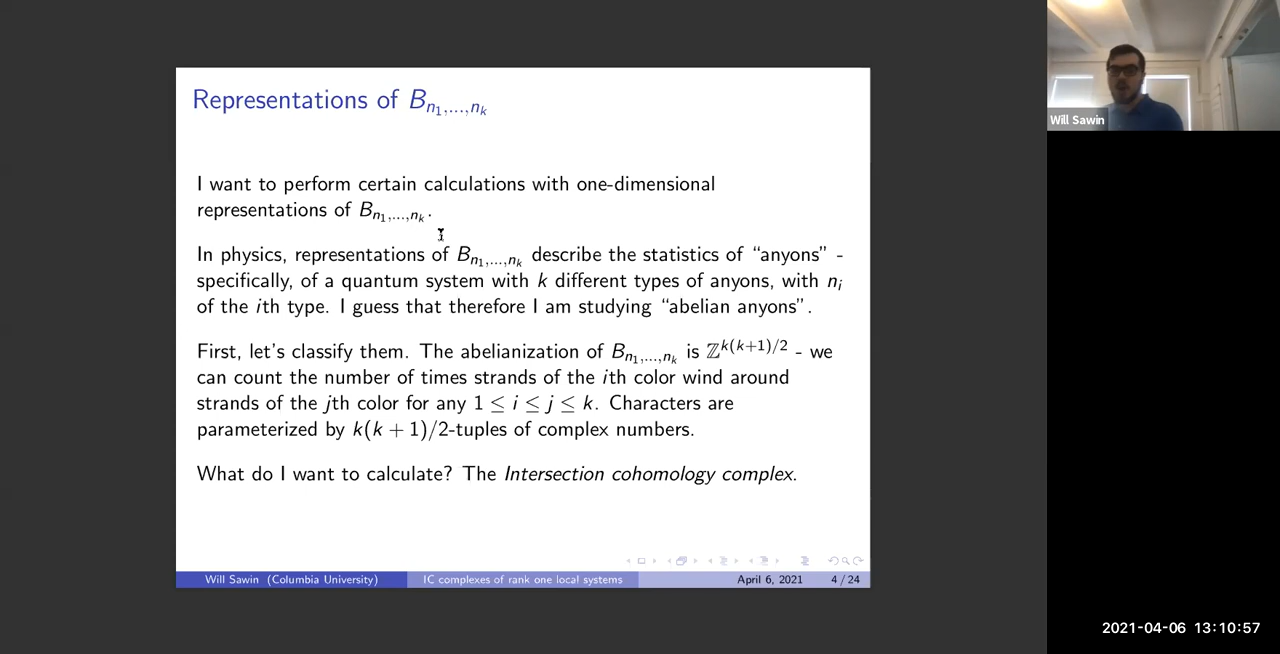 Representations of B_{n_1,...,n_k}
I want to perform certain calculations with one-dimensional
representations of B_{n_1,...,n_k}.
In physics, representations of B_{n_1,...,n_k} describe the statistics of “anyons” -
specifically, of a quantum system with k different types of anyons, with n_i
of the ith type. I guess that therefore I am studying “abelian anyons”.
First, let's classify them. The abelianization of B_{n_1,...,n_k} is ℤ^{k(k+1)/2} - we
can count the number of times strands of the ith color wind around
strands of the jth color for any 1 ≤ i ≤ j ≤ k. Characters are
parameterized by k(k + 1)/2-tuples of complex numbers.
What do I want to calculate? The Intersection cohomology complex.
Will Sawin (Columbia University) IC complexes of rank one local systems April 6, 2021 4 / 24
Will Sawin
2021-04-06 13:10:57